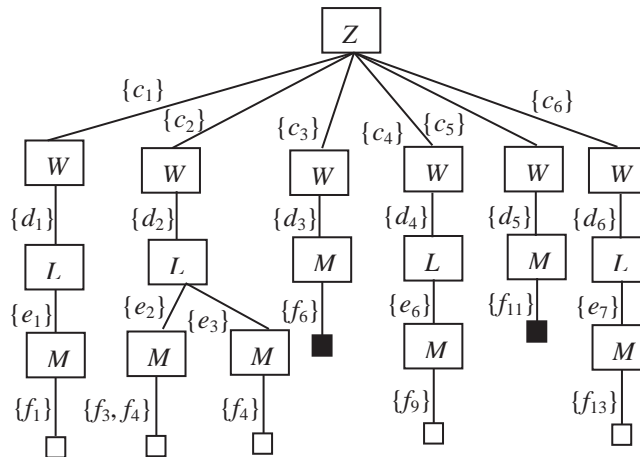 Z
{c₁} {c₂} {c₃} {c₄} {c₅} {c₆}
W W W W W W
{d₁} {d₂} {d₃} {d₄} {d₅} {d₆}
L L M L M L
{e₁} {e₂} {e₃} {f₆} {e₆} {f₁₁} {e₇}
M M M M M
{f₁} {f₃, f₄} {f₄} {f₉} {f₁₃}